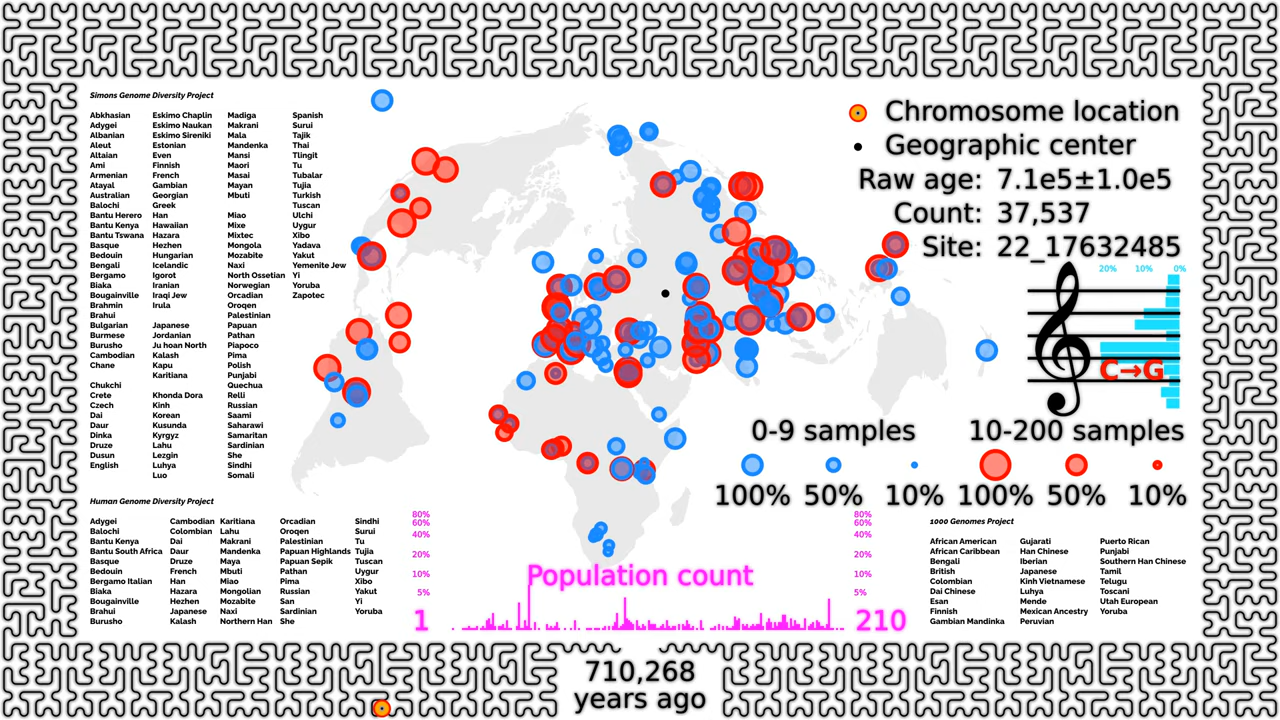 Simons Genome Diversity Project
Abkhasian Eskimo Chaplin Madiga Spanish
Adygei Eskimo Naukan Makrani Surui
Albanian Eskimo Sireniki Mala Tajik
Aleut Estonian Mandenka Thai
Altaian Even Mansi Tlingit
Ami Finnish Maori Tu
Armenian French Masai Tubalar
Atayal Gambian Mayan Tujia
Australian Georgian Mbuti Turkish
Balochi Greek Tuscan
Bantu Herero Han Miao Ulchi
Bantu Kenya Hawaiian Mixe Uygur
Bantu Tswana Hazara Mixtec Xibo
Basque Hezhen Mongola Yadava
Bedouin Hungarian Mozabite Yakut
Bengali Icelandic Naxi Yemenite Jew
Bergamo Igorot North Ossetian Yi
Biaka Iranian Norwegian Yoruba
Bougainville Iraqi Jew Orcadian Zapotec
Brahmin Irula Oroqen
Brahui Palestinian
Bulgarian Japanese Papuan
Burmese Jordanian Pathan
Burusho Ju hoan North Piapoco
Cambodian Kalash Pima
Chane Kapu Polish
Karitiana Punjabi
Chukchi Quechua
Crete Khonda Dora Relli
Czech Kinh Russian
Dai Korean Saami
Daur Kusunda Saharawi
Dinka Kyrgyz Samaritan
Druze Lahu Sardinian
Dusun Lezgin She
English Luhya Sindhi
Luo Somali
Chromosome location
Geographic center
Raw age: 7.1e5±1.0e5
Count: 37,537
Site: 22_17632485
20% 10% 0%
C→G
0-9 samples 10-200 samples
100% 50% 10% 100% 50% 10%
Human Genome Diversity Project
Adygei Cambodian Karitiana Orcadian Sindhi
Balochi Colombian Lahu Oroqen Surui
Bantu Kenya Dai Makrani Palestinian Tu
Bantu South Africa Daur Mandenka Papuan Highlands Tujia
Basque Druze Maya Papuan Sepik Tuscan
Bedouin French Mbuti Pathan Uygur
Bergamo Italian Han Miao Pima Xibo
Biaka Hazara Mongolian Russian Yakut
Bougainville Hezhen Mozabite San Yi
Brahui Japanese Naxi Sardinian Yoruba
Burusho Kalash Northern Han She
80%
60%
40%
20%
10%
5%
1
Population count
80%
60%
40%
20%
10%
5%
210
1000 Genomes Project
African American Gujarati Puerto Rican
African Caribbean Han Chinese Punjabi
Bengali Iberian Southern Han Chinese
British Japanese Tamil
Colombian Kinh Vietnamese Telugu
Dai Chinese Luhya Toscani
Esan Mende Utah European
Finnish Mexican Ancestry Yoruba
Gambian Mandinka Peruvian
710,268
years ago